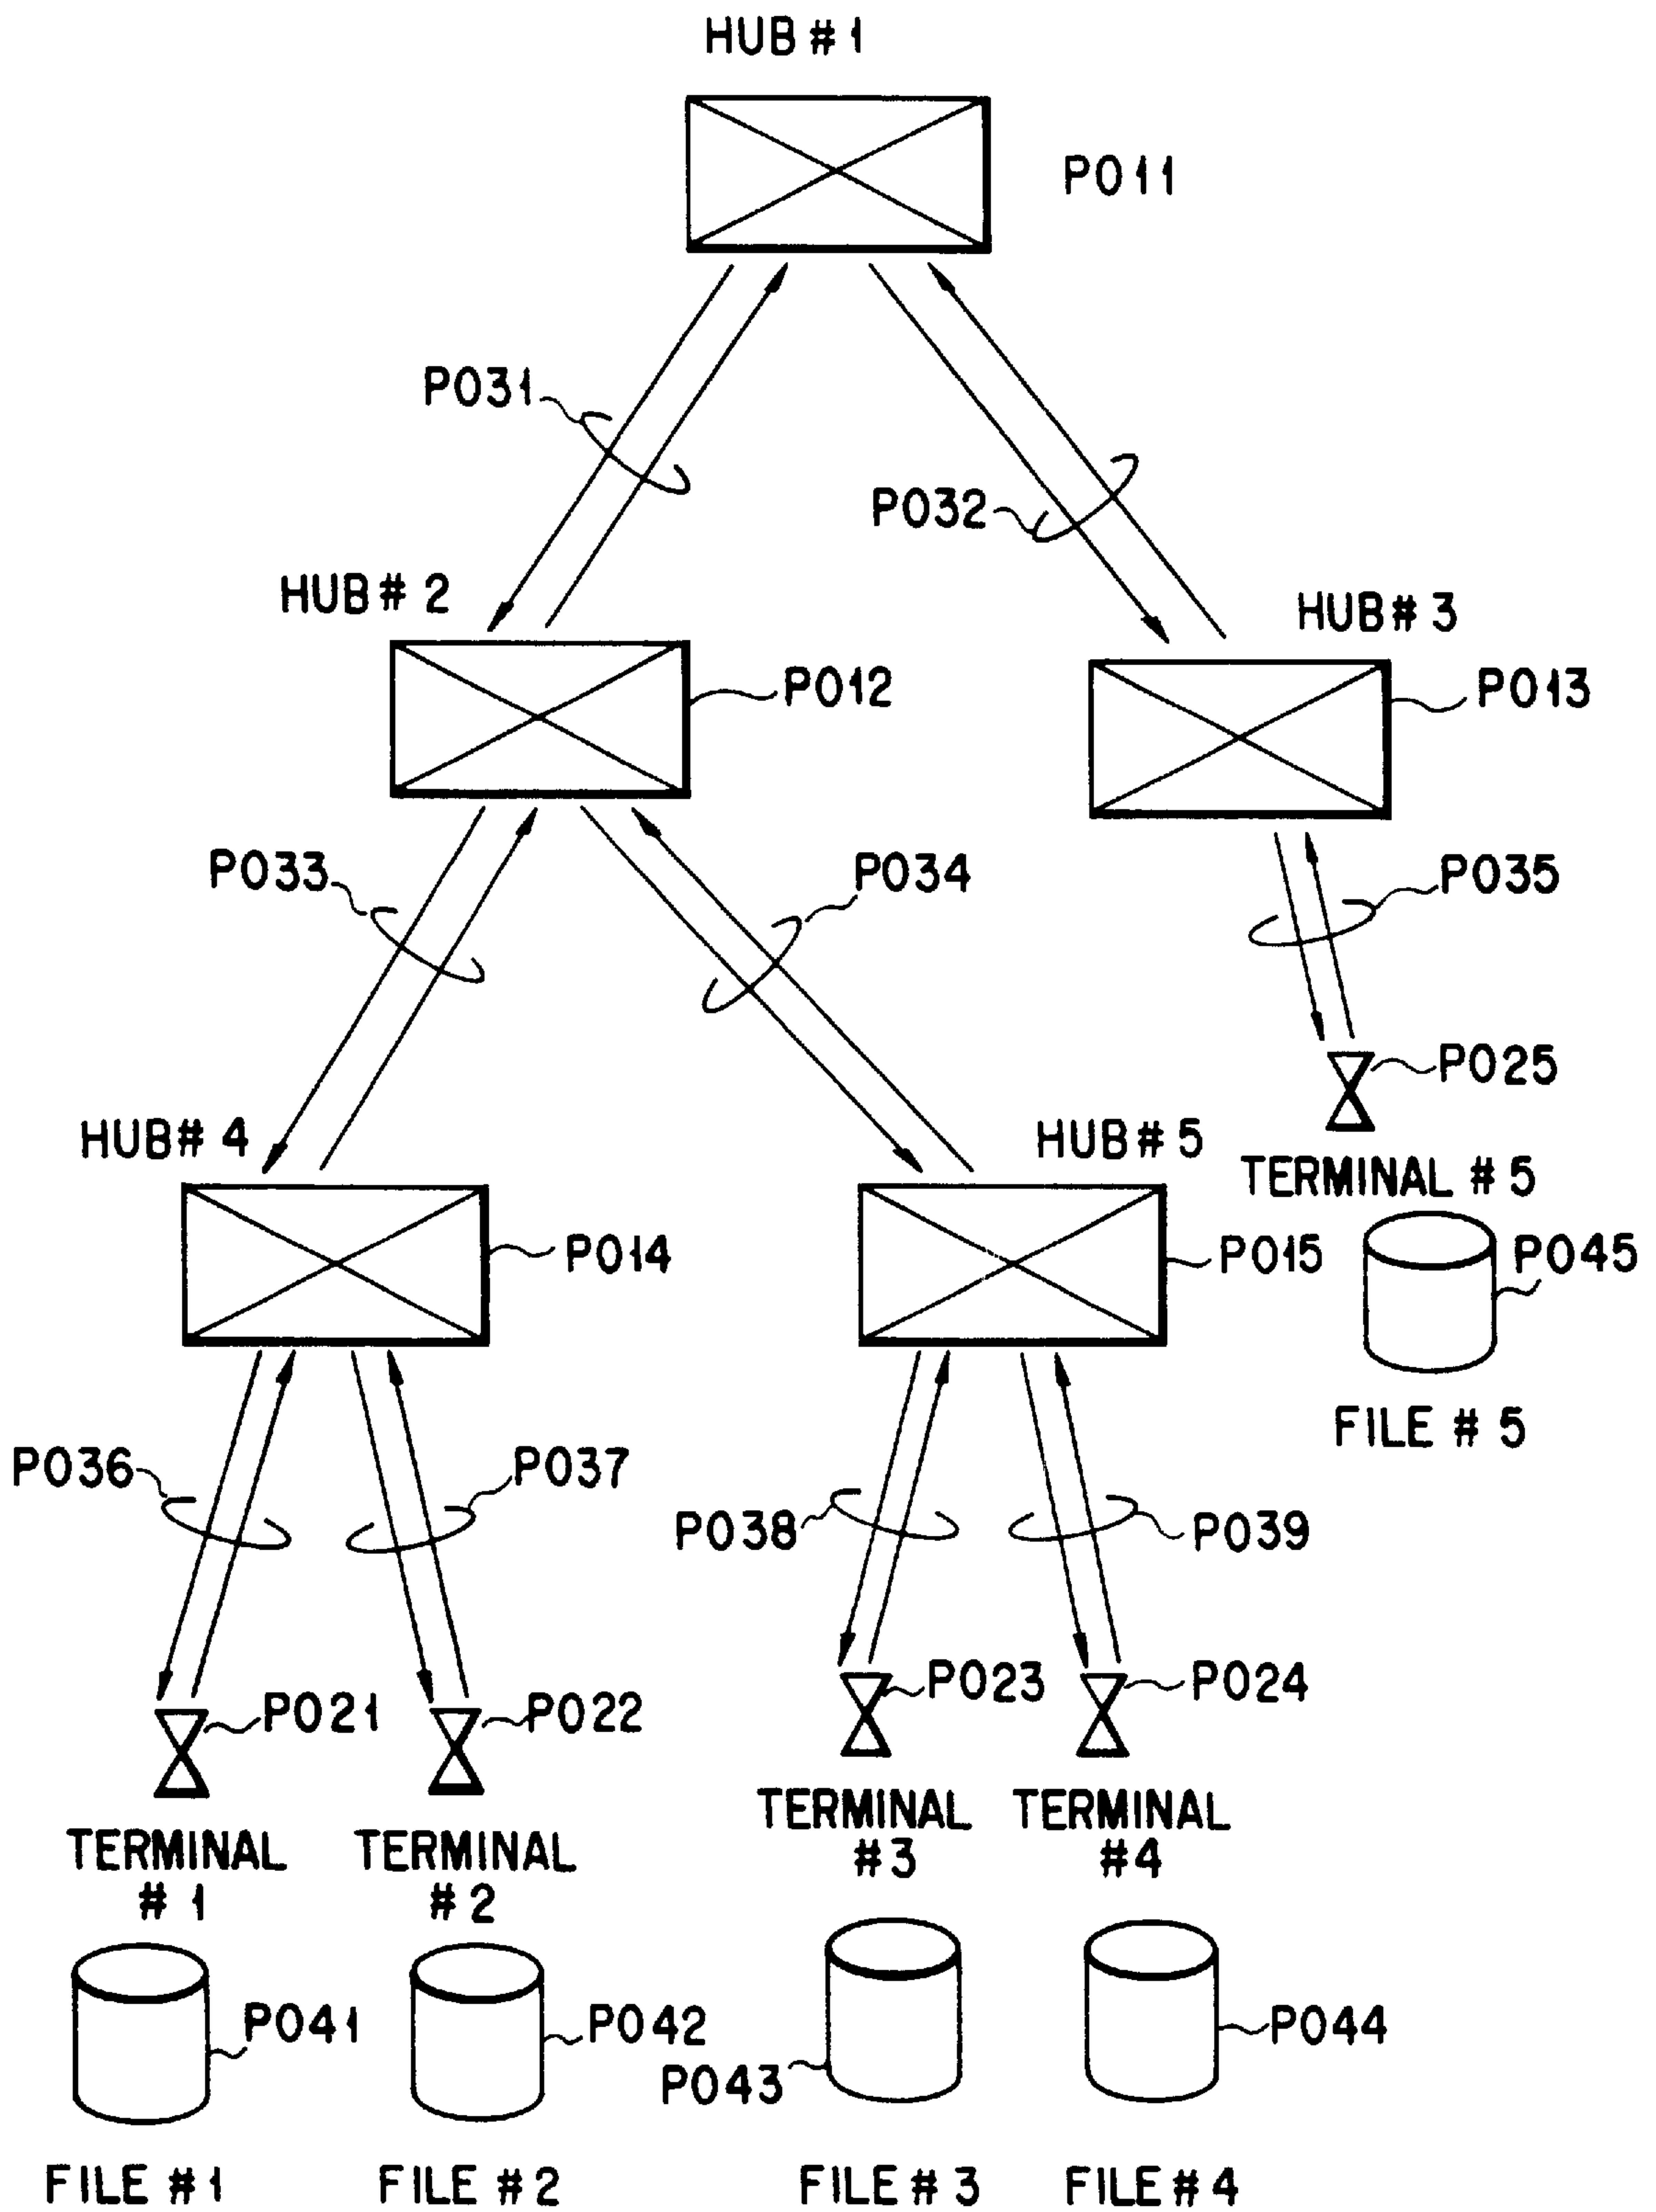 HUB # 1
P011
P031
P032
HUB # 2
HUB # 3
P012
P013
P033
P034
P035
P025
HUB # 4
HUB # 5
TERMINAL # 5
P014
P015
P045
FILE # 5
P036
P037
P038
P039
P021
P022
P023
P024
TERMINAL
# 1
TERMINAL
# 2
TERMINAL
# 3
TERMINAL
# 4
P041
P042
P043
P044
FILE # 1
FILE # 2
FILE # 3
FILE # 4